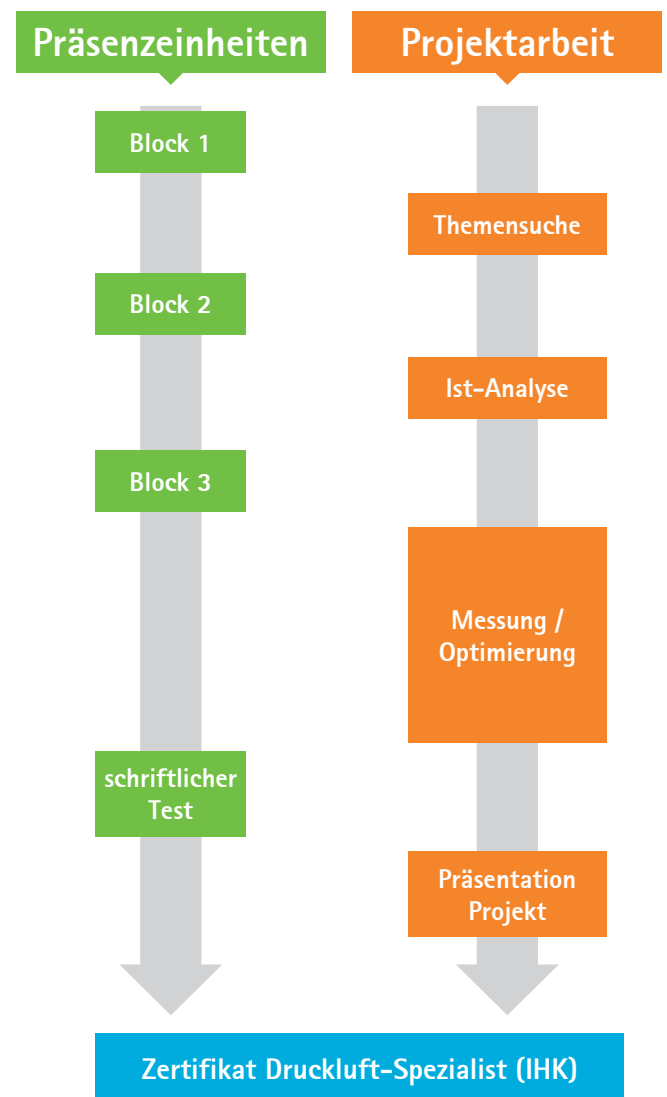 Präsenzeinheiten
Block 1
Block 2
Block 3
schriftlicher
Test
Projektarbeit
Themensuche
Ist-Analyse
Messung /
Optimierung
Präsentation
Projekt
Zertifikat Druckluft-Spezialist (IHK)